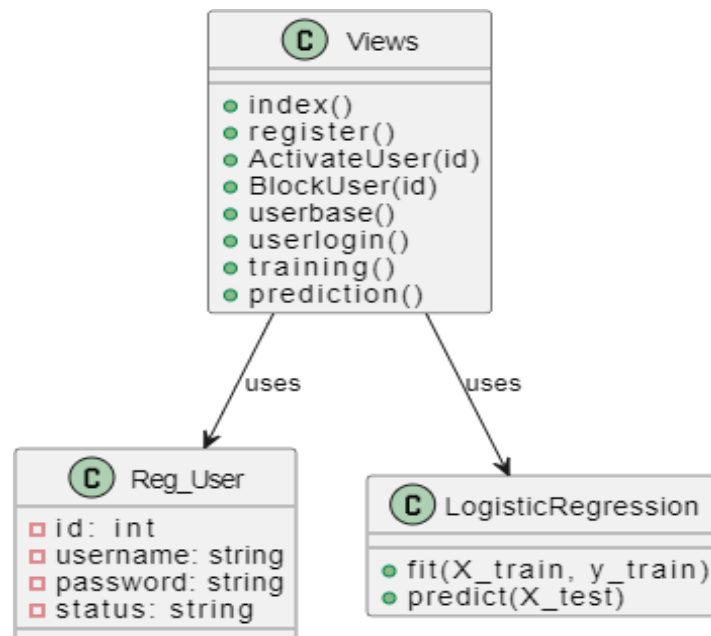 C Views
index()
register()
ActivateUser(id)
BlockUser(id)
userbase()
userlogin()
training()
prediction()
uses
uses
C Reg_User
id: int
username: string
password: string
status: string
C LogisticRegression
fit(X_train, y_train)
predict(X_test)